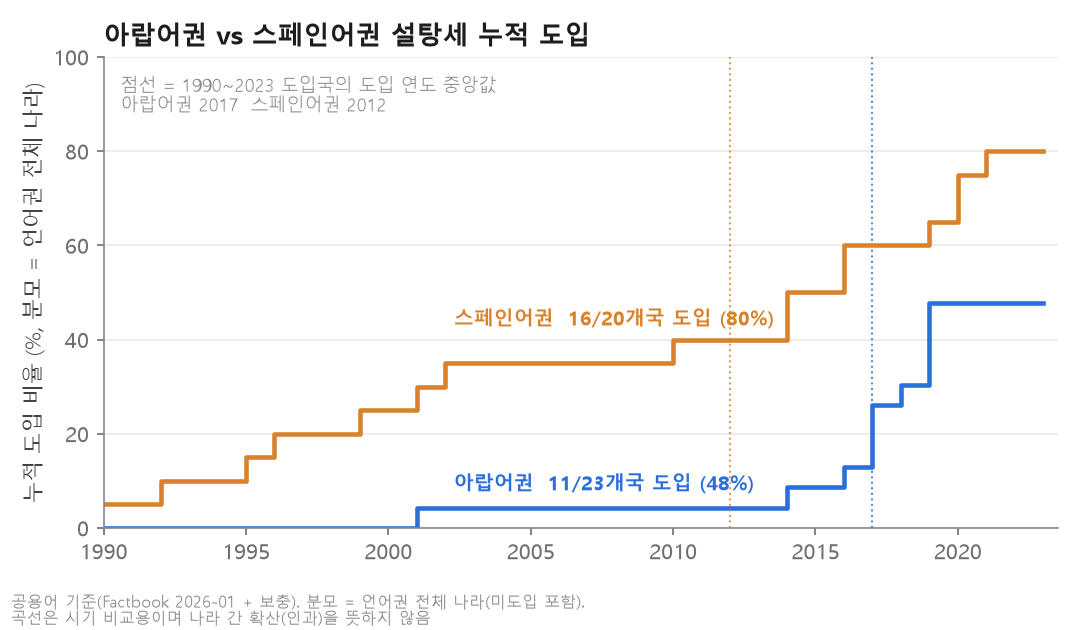 아랍어권 vs 스페인어권 설탕세 누적 도입
점선 = 1990~2023 도입국의 도입 연도 중앙값
아랍어권 2017  스페인어권 2012
누적 도입 비율 (%, 분모 = 언어권 전체 나라)
100
80
60
40
20
0
스페인어권  16/20개국 도입 (80%)
아랍어권  11/23개국 도입 (48%)
1990 1995 2000 2005 2010 2015 2020
공용어 기준(Factbook 2026-01 + 보충). 분모 = 언어권 전체 나라(미도입 포함).
곡선은 시기 비교용이며 나라 간 확산(인과)을 뜻하지 않음